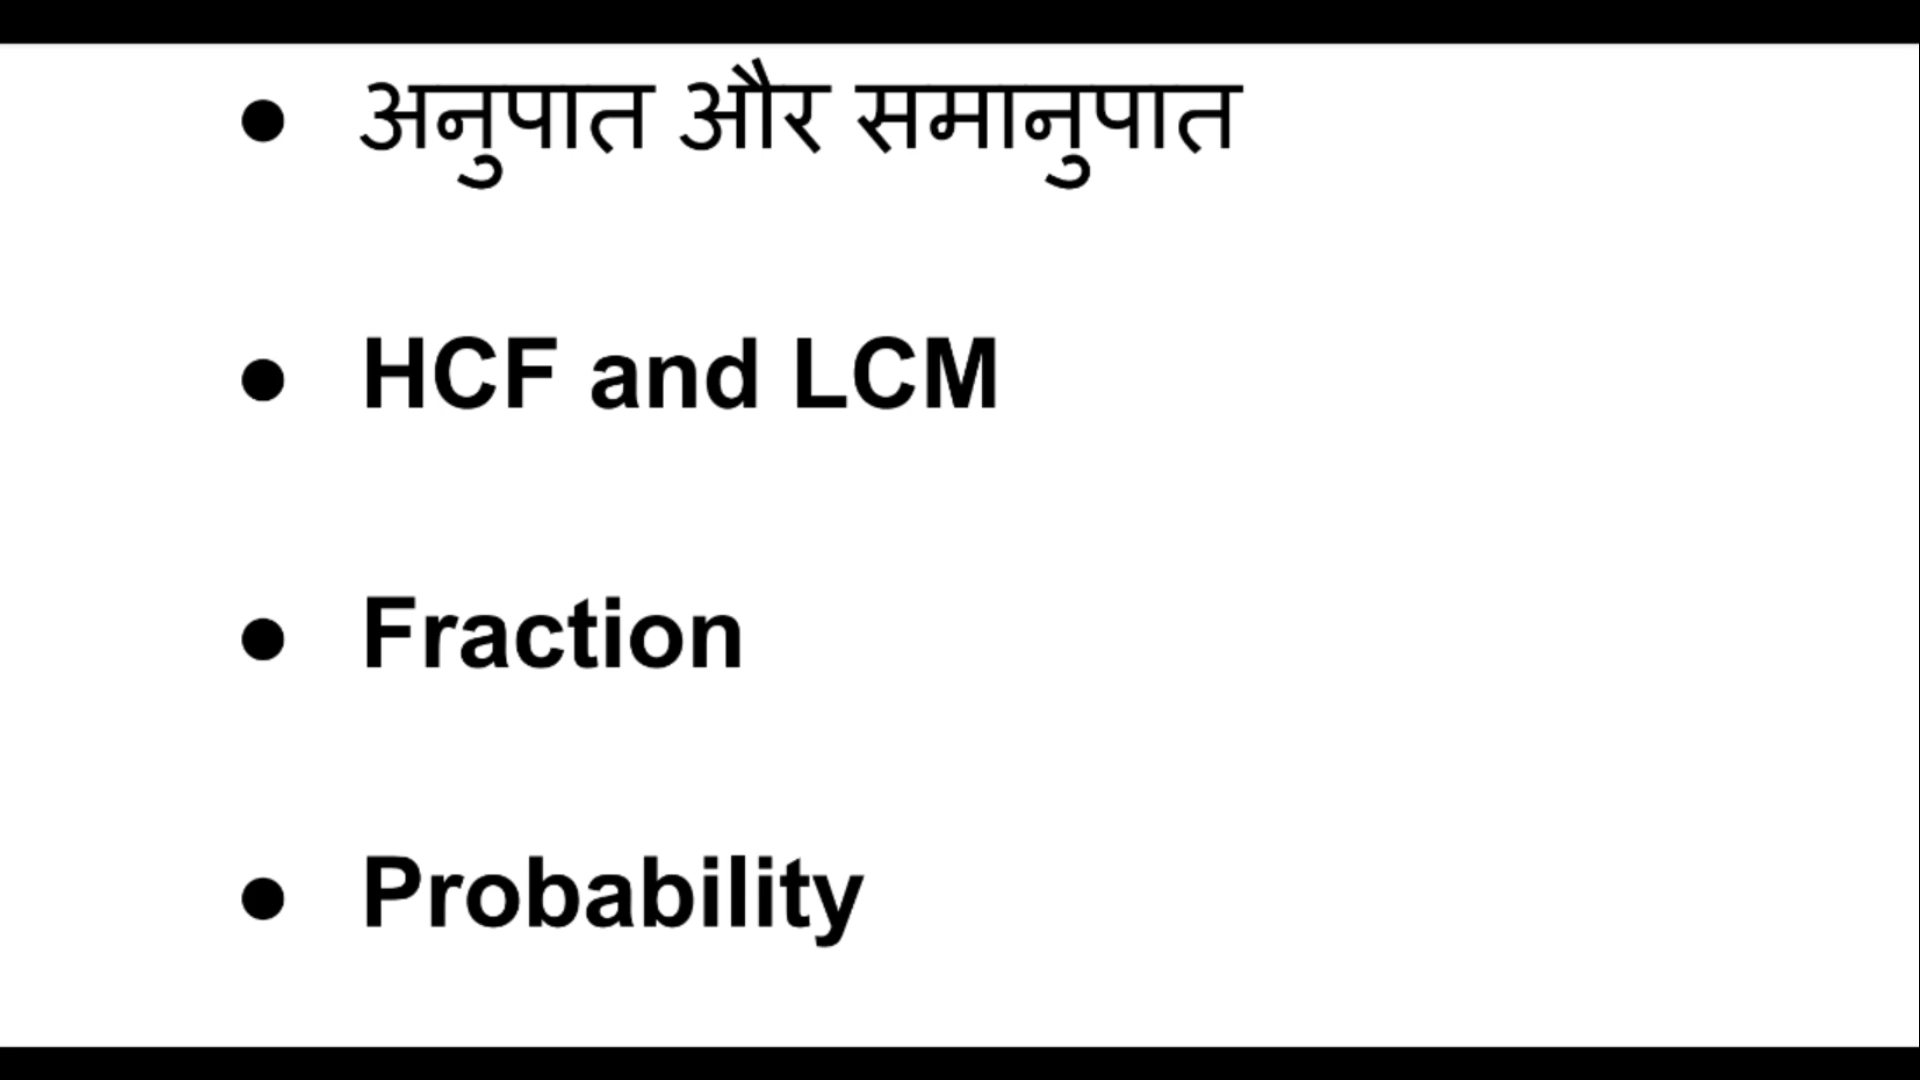 ● अनुपात और समानुपात
● HCF and LCM
● Fraction
● Probability